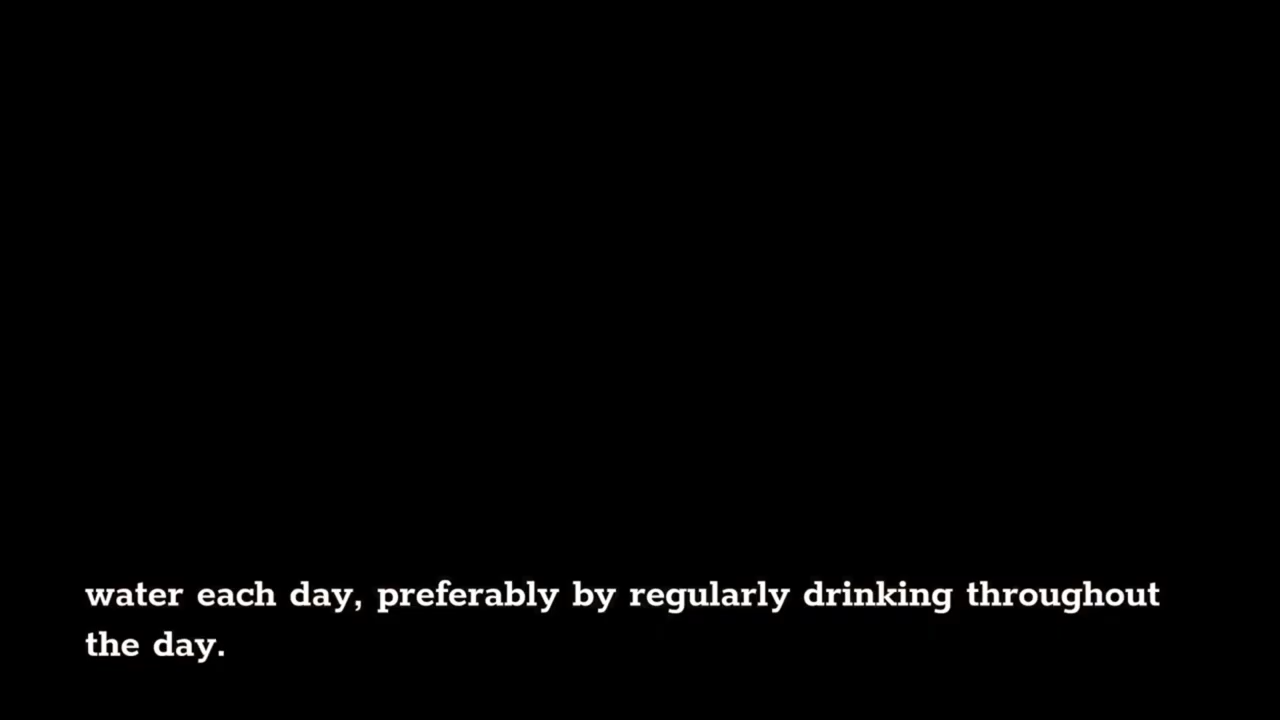 water each day, preferably by regularly drinking throughout
the day.